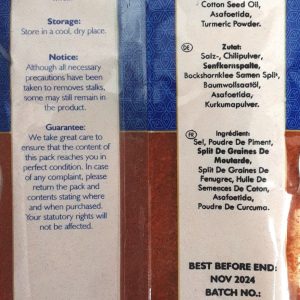 Storage:
Store in a cool, dry place.
Notice:
Although all necessary
precautions have been
taken to removes stalks,
some may still remain in
the product.
Guarantee:
We take great care to
ensure that the content of
this pack reaches you in
perfect condition. In case
of any complaint, please
return the pack and
contents stating where
and when purchased.
Your statutory rights will
not be affected.
Cotton Seed Oil,
Asafoetida,
Turmeric Powder.
DE
Zutat:
Salz-, Chilipulver,
Senfkernspalte,
Bockshornklee Samen Split,
Baumwollsaatöl,
Asafoetida,
Kurkumapulver.
FR
Ingrédient:
Sel, Poudre De Piment,
Split De Graines De
Moutarde,
Split De Graines De
Fenugrec, Huile De
Semences De Coton,
Asafoetida,
Poudre De Curcuma.
BEST BEFORE END:
NOV 2024
BATCH NO.: